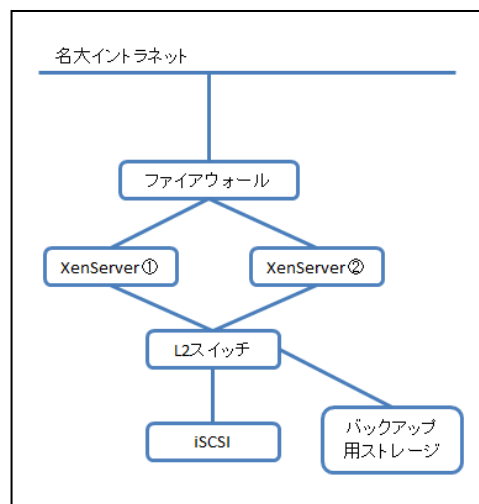 名大イントラネット
ファイアウォール
XenServer①
XenServer②
L2スイッチ
iSCSI
バックアップ
用ストレージ